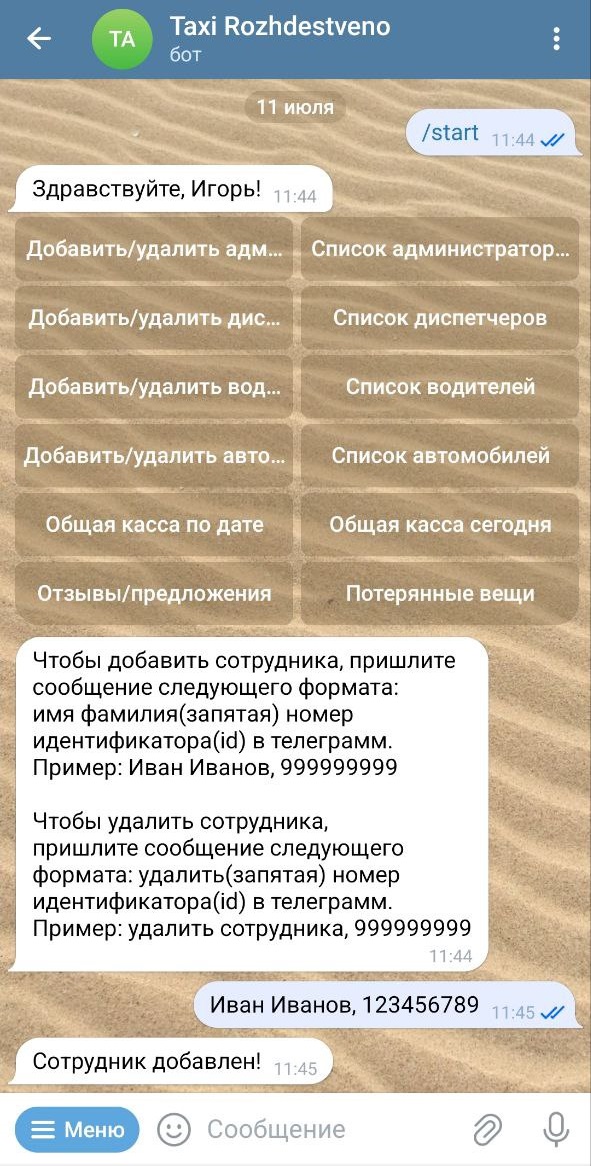 TA
Taxi Rozhdestveno
бот
11 июля
/start 11:44
Здравствуйте, Игорь! 11:44
Добавить/удалить адм... Список администратор...
Добавить/удалить дис... Список диспетчеров
Добавить/удалить вод... Список водителей
Добавить/удалить авто... Список автомобилей
Общая касса по дате Общая касса сегодня
Отзывы/предложения Потерянные вещи
Чтобы добавить сотрудника, пришлите
сообщение следующего формата:
имя фамилия(запятая) номер
идентификатора(id) в телеграмм.
Пример: Иван Иванов, 999999999
Чтобы удалить сотрудника,
пришлите сообщение следующего
формата: удалить(запятая) номер
идентификатора(id) в телеграмм.
Пример: удалить сотрудника, 999999999
11:44
Иван Иванов, 123456789 11:45
Сотрудник добавлен! 11:45
Меню Сообщение